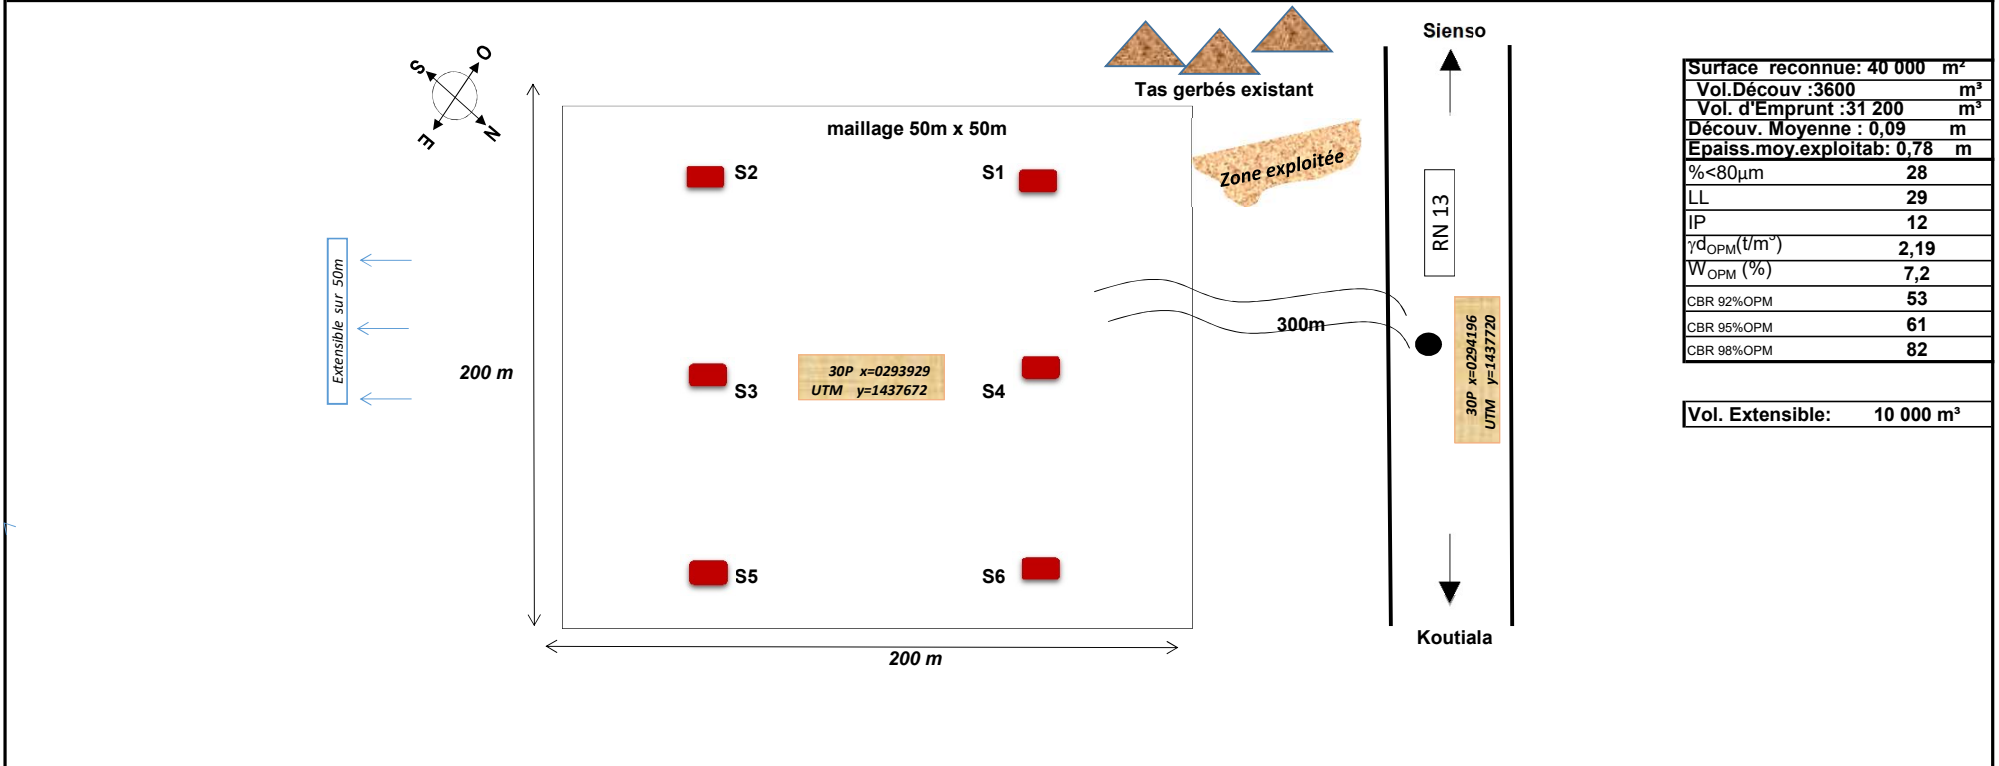 Sienso
O
S
N
E
Tas gerbés existant
maillage 50m x 50m
S2
S1
Zone exploitée
RN 13
Extensible sur 50m
200 m
30P x=0293929
UTM y=1437672
S3
S4
300m
30P x=0294196
UTM y=1437720
S5
S6
Koutiala
200 m
Surface reconnue: 40 000 m²
Vol.Découv :3600 m³
Vol. d'Emprunt :31 200 m³
Découv. Moyenne : 0,09 m
Epaiss.moy.exploitab: 0,78 m
%<80µm 28
LL 29
IP 12
γdOPM(t/m³) 2,19
WOPM (%) 7,2
CBR 92%OPM 53
CBR 95%OPM 61
CBR 98%OPM 82
Vol. Extensible: 10 000 m³